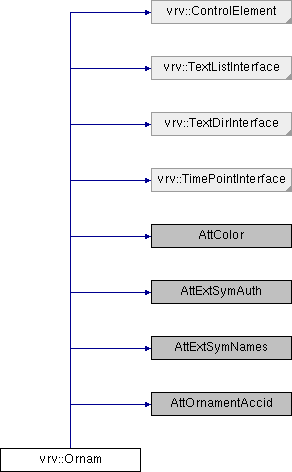 vrv::ControlElement
vrv::TextListInterface
vrv::TextDirInterface
vrv::TimePointInterface
AttColor
AttExtSymAuth
AttExtSymNames
AttOrnamentAccid
vrv::Ornam